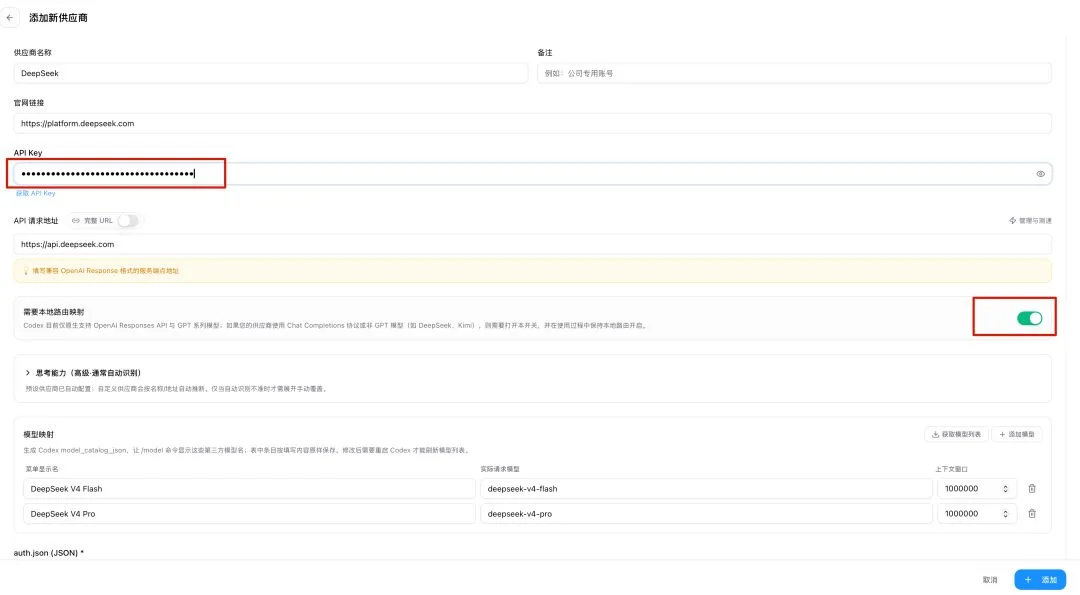 添加新供应商
供应商名称
备注
DeepSeek
例如：公司专用账号
官网链接
https://platform.deepseek.com
API Key
•••••••••••••••••••••••••••••••••••
获取 API Key
API 请求地址
完整 URL
管理与测速
https://api.deepseek.com
填写兼容 OpenAI Response 格式的服务端点地址
需要本地路由映射
Codex 目前仅原生支持 OpenAI Responses API 与 GPT 系列模型；如果您的供应商使用 Chat Completions 协议或非 GPT 模型（如 DeepSeek、Kimi），则需要打开本开关，并在使用过程中保持本地路由开启。
思考能力（高级·通常自动识别）
预设供应商已自动配置；自定义供应商会按名称/地址自动推断。仅当自动识别不准时才需展开手动覆盖。
模型映射
获取模型列表
添加模型
生成 Codex model_catalog_json，让 /model 命令显示这些第三方模型名；表中条目按填写内容原样保存。修改后需要重启 Codex 才能刷新模型列表。
菜单显示名
实际请求模型
上下文窗口
DeepSeek V4 Flash
deepseek-v4-flash
1000000
DeepSeek V4 Pro
deepseek-v4-pro
1000000
auth.json (JSON) *
取消
+ 添加